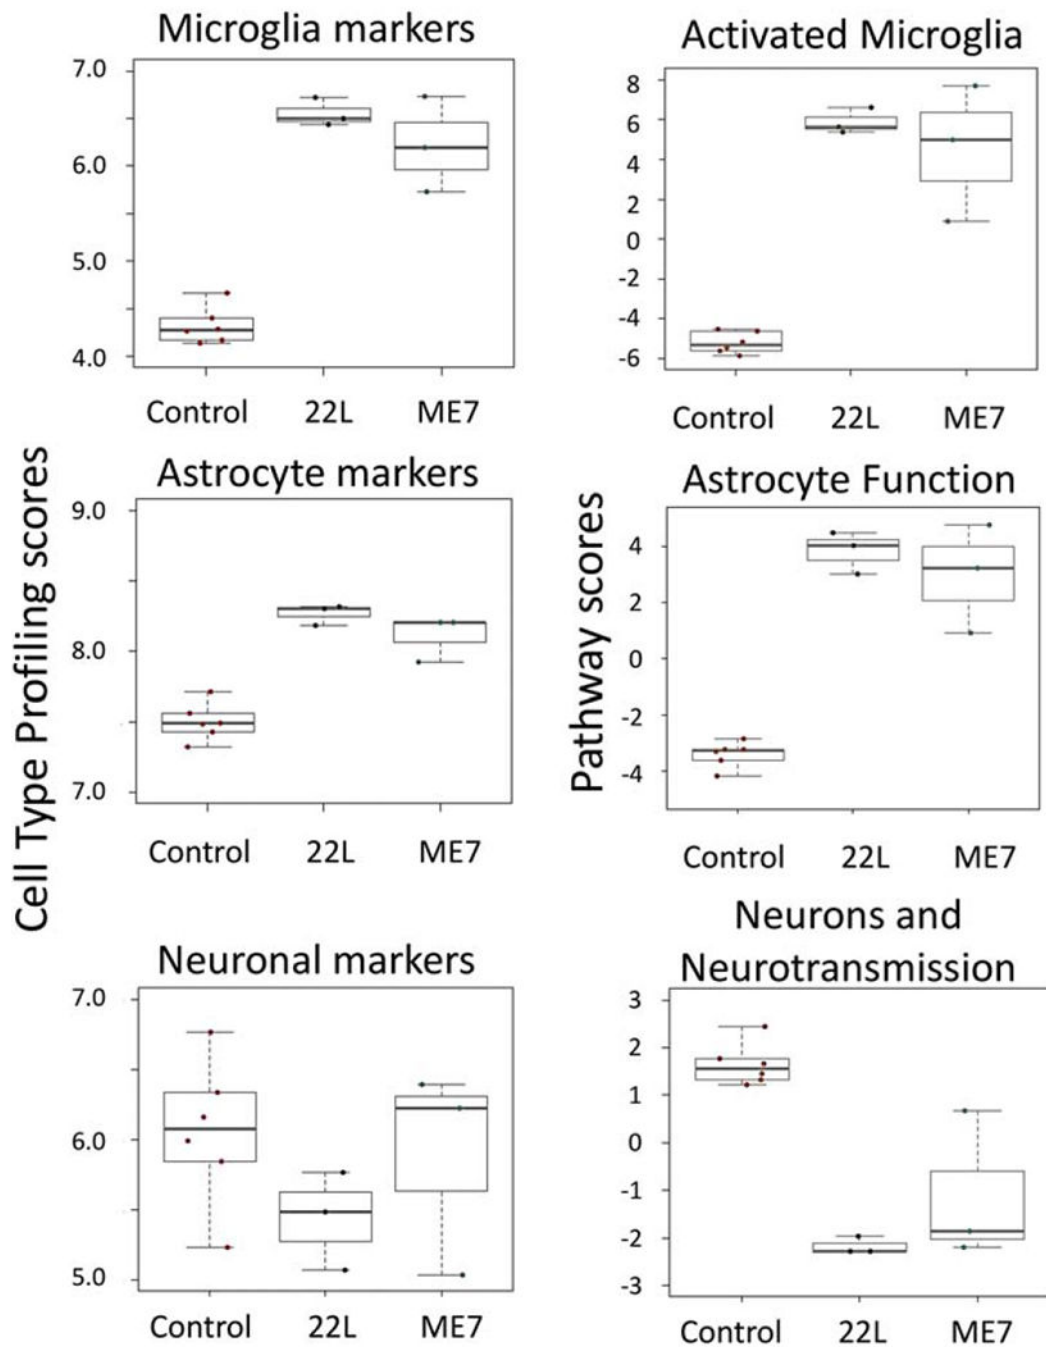 Microglia markers
7.0
6.0
5.0
4.0
Control 22L ME7
Activated Microglia
8
6
4
2
0
-2
-4
-6
Control 22L ME7
Cell Type Profiling scores
Astrocyte markers
9.0
8.0
7.0
Control 22L ME7
Pathway scores
Astrocyte Function
4
2
0
-2
-4
Control 22L ME7
Neuronal markers
7.0
6.0
5.0
Control 22L ME7
Neurons and
Neurotransmission
3
2
1
0
-1
-2
-3
Control 22L ME7